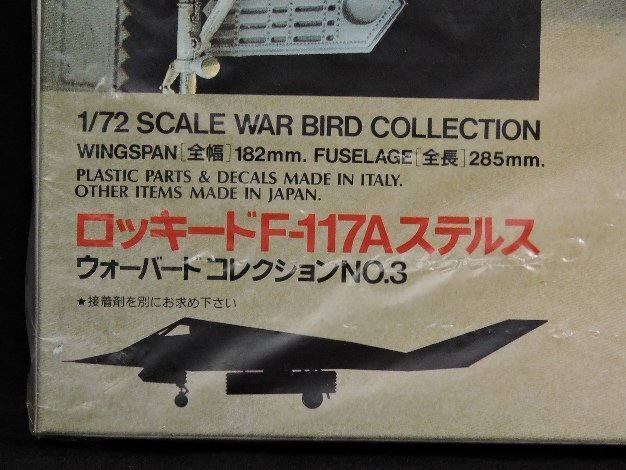 1/72 SCALE WAR BIRD COLLECTION
WINGSPAN[全幅]182mm. FUSELAGE[全長]285mm.
PLASTIC PARTS & DECALS MADE IN ITALY.
OTHER ITEMS MADE IN JAPAN.
ロッキードF-117Aステルス
ウォーバード コレクションNO.3
★接着剤を別にお求め下さい